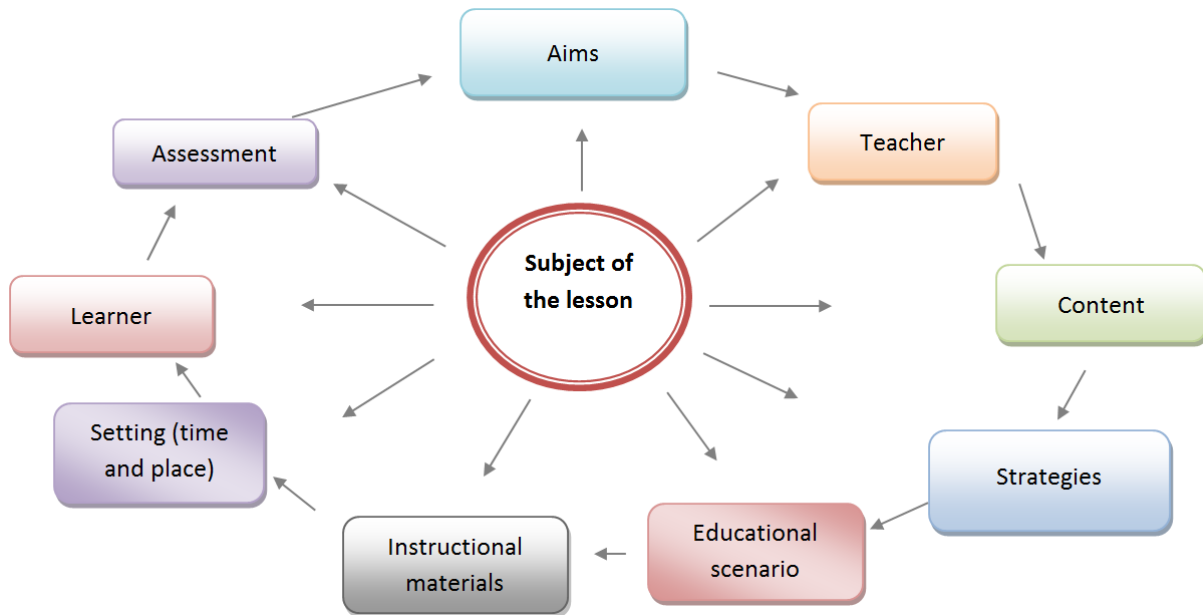 Aims
Teacher
Assessment
Subject of
the lesson
Learner
Content
Setting (time
and place)
Strategies
Educational
scenario
Instructional
materials